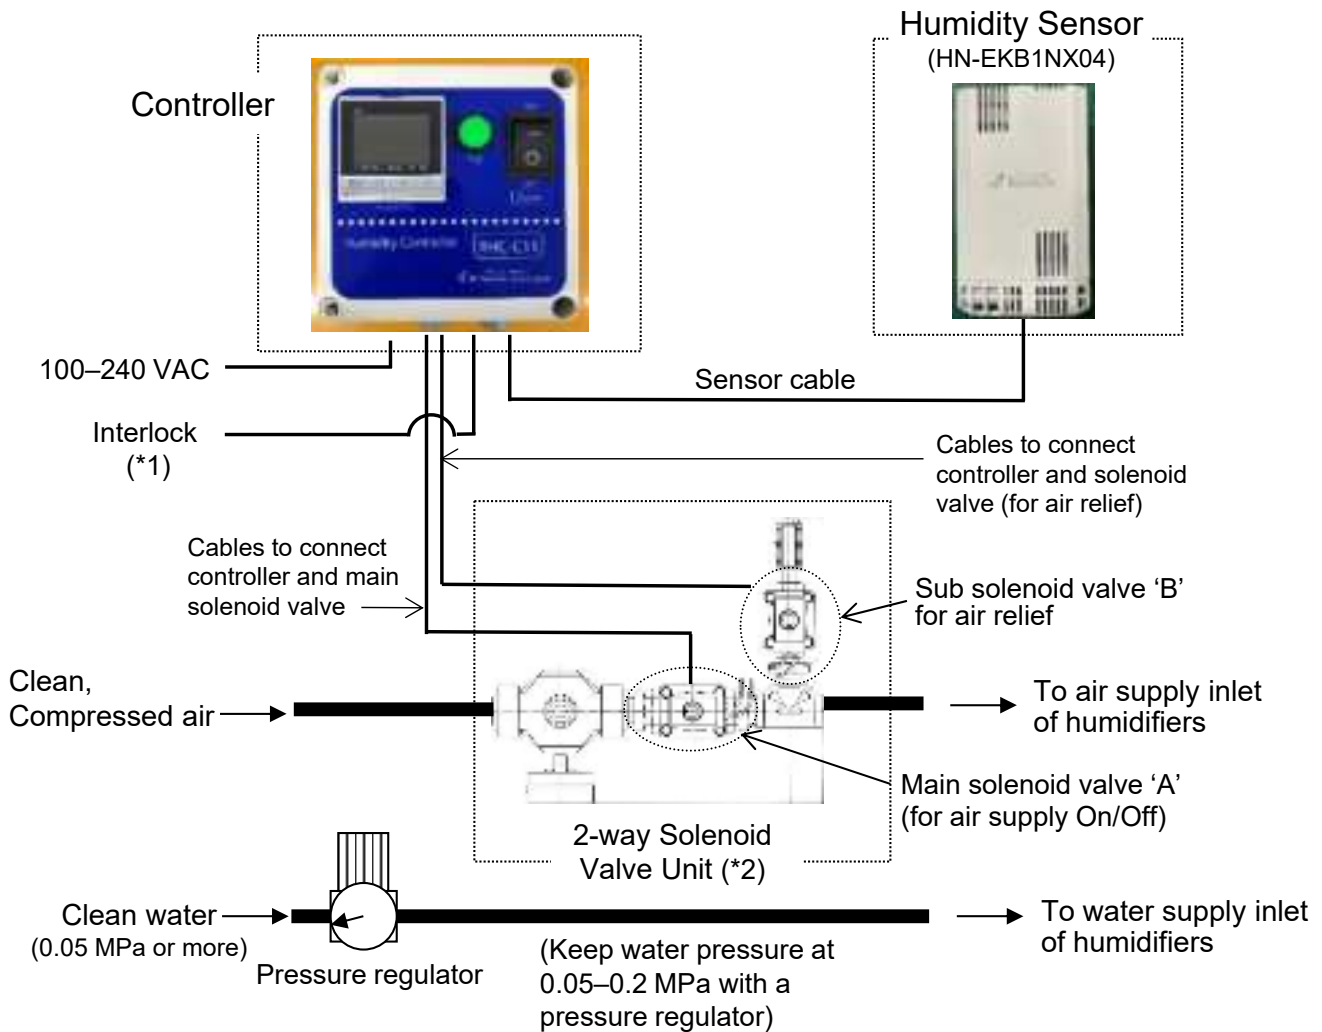 Humidity Sensor
(HN-EKB1NX04)
Controller
Humidity Controller
100–240 VAC
Sensor cable
Interlock
(*1)
Cables to connect
controller and solenoid
valve (for air relief)
Cables to connect
controller and main
solenoid valve
Sub solenoid valve ‘B’
for air relief
Clean,
Compressed air
To air supply inlet
of humidifiers
Main solenoid valve ‘A’
(for air supply On/Off)
2-way Solenoid
Valve Unit (*2)
Clean water
(0.05 MPa or more)
Pressure regulator
(Keep water pressure at
0.05–0.2 MPa with a
pressure regulator)
To water supply inlet
of humidifiers